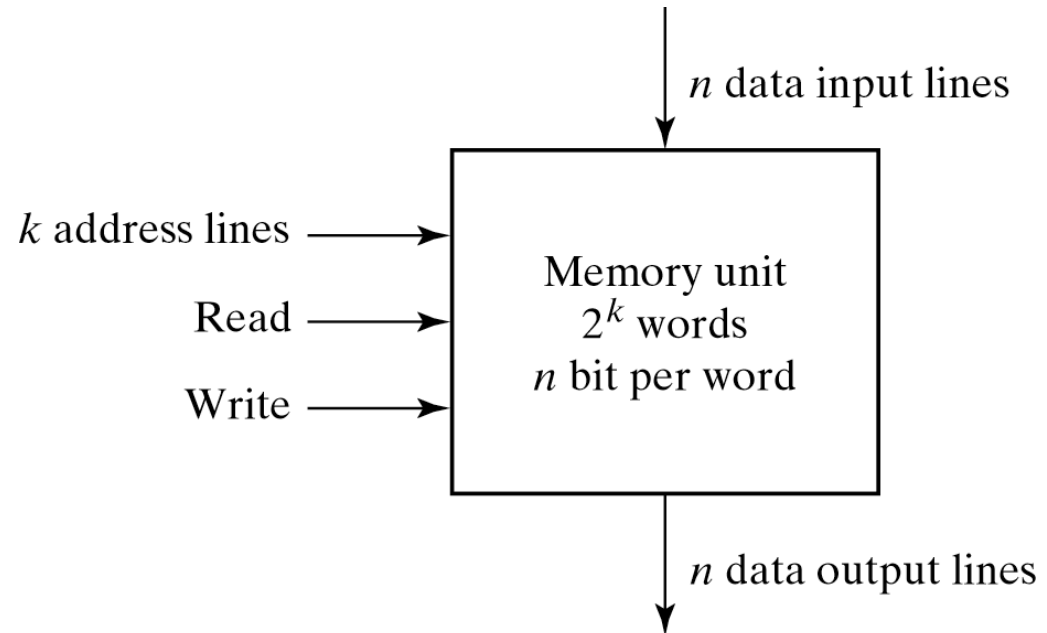 n data input lines
k address lines
Read
Write
Memory unit
2^k words
n bit per word
n data output lines